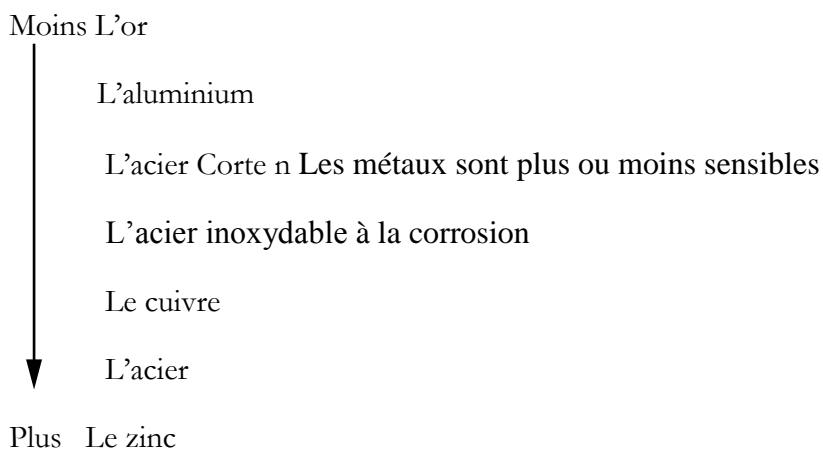 Moins L'or
L'aluminium
L'acier Corte n Les métaux sont plus ou moins sensibles
L'acier inoxydable à la corrosion
Le cuivre
L'acier
Plus Le zinc